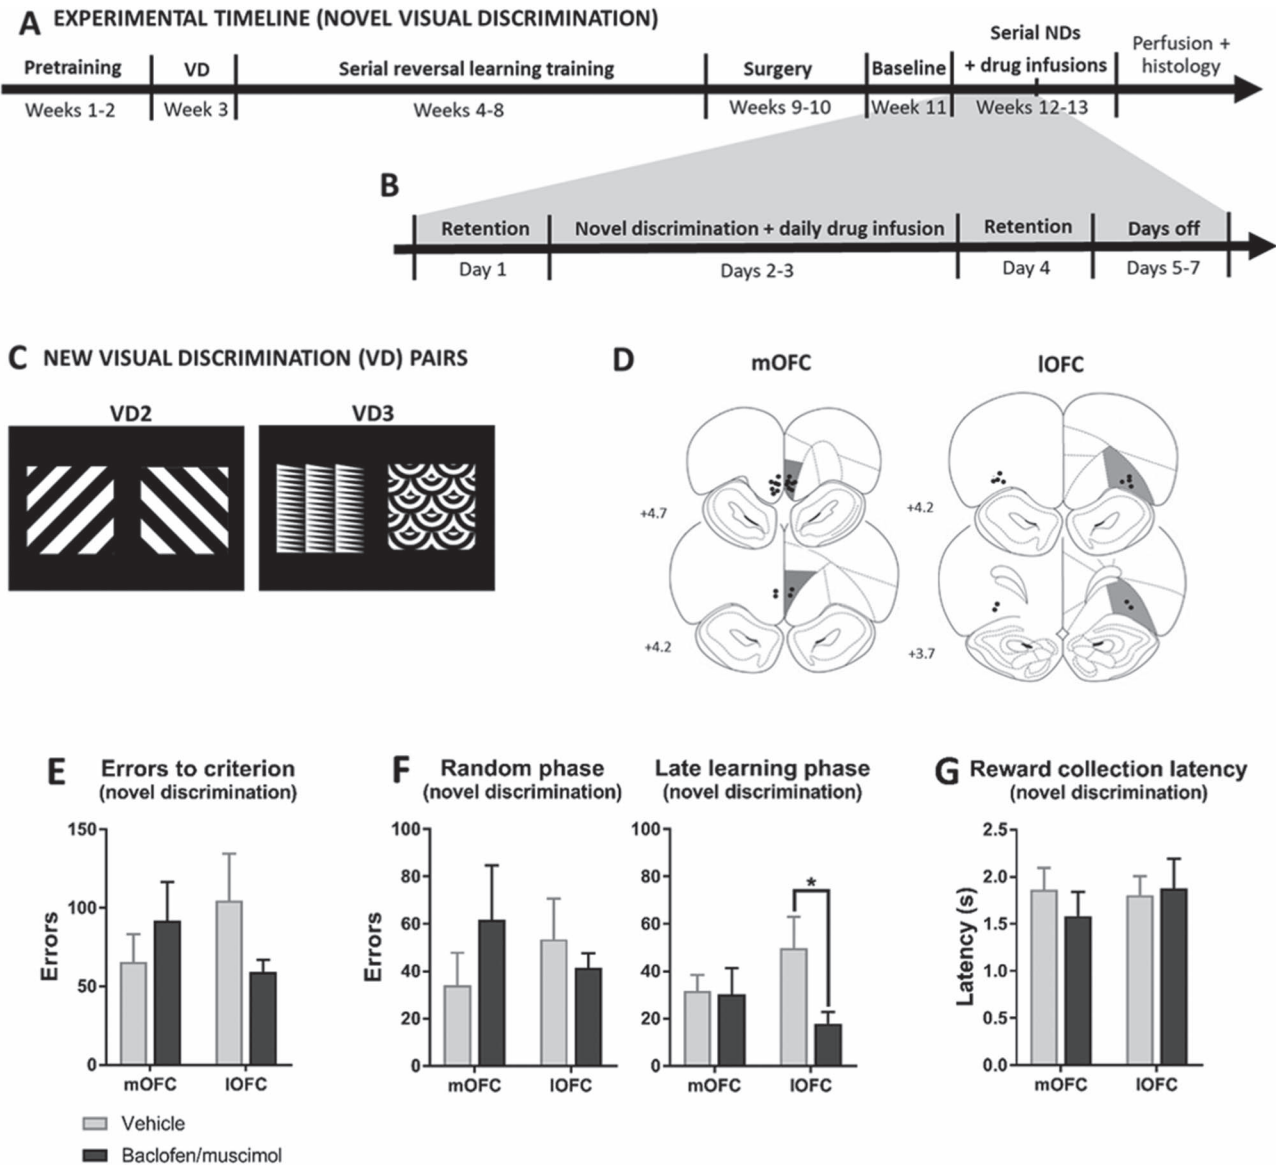 A EXPERIMENTAL TIMELINE (NOVEL VISUAL DISCRIMINATION)
Pretraining
VD
Serial reversal learning training
Surgery
Baseline
Serial NDs
+ drug infusions
Perfusion +
histology
Weeks 1-2
Week 3
Weeks 4-8
Weeks 9-10
Week 11
Weeks 12-13
B
Retention
Novel discrimination + daily drug infusion
Retention
Days off
Day 1
Days 2-3
Day 4
Days 5-7
C NEW VISUAL DISCRIMINATION (VD) PAIRS
VD2
VD3
D
mOFC
lOFC
+4.7
+4.2
+4.2
+3.7
E Errors to criterion
(novel discrimination)
150
100
50
0
Errors
mOFC
lOFC
Vehicle
Baclofen/muscimol
F Random phase
(novel discrimination)
100
80
60
40
20
0
Errors
mOFC
lOFC
Late learning phase
(novel discrimination)
100
80
60
40
20
0
*
mOFC
lOFC
G Reward collection latency
(novel discrimination)
2.5
2.0
1.5
1.0
0.5
0.0
Latency (s)
mOFC
lOFC